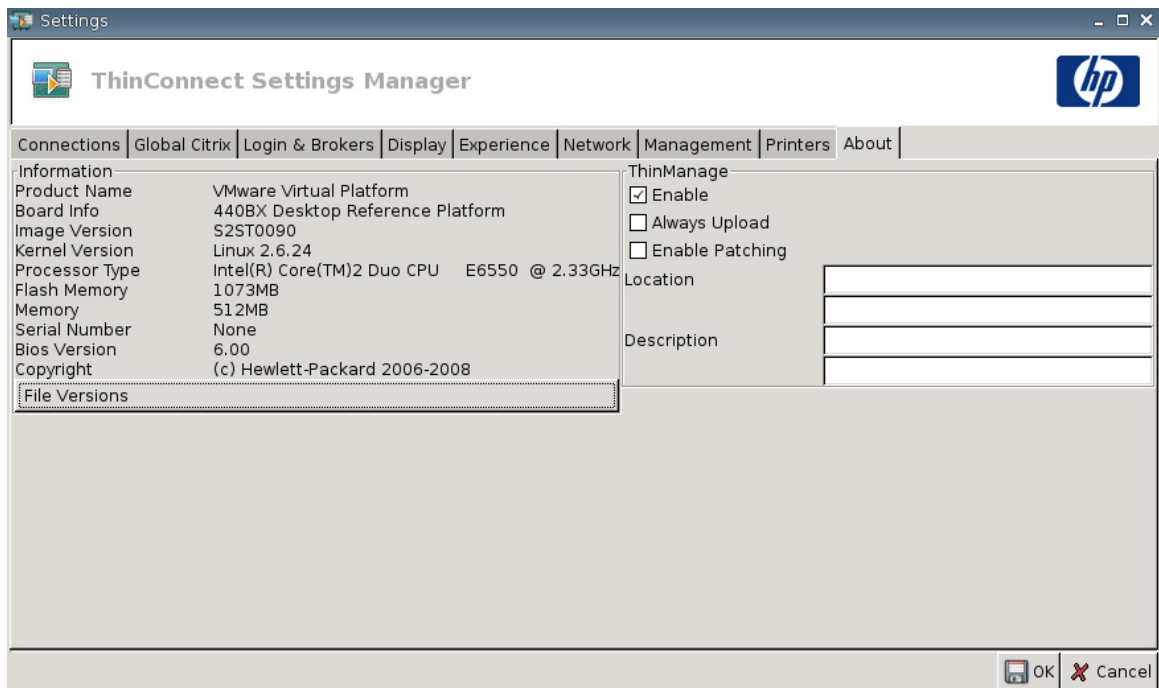 Settings
ThinConnect Settings Manager
hp
Connections Global Citrix Login & Brokers Display Experience Network Management Printers About
Information
Product Name VMware Virtual Platform
Board Info 440BX Desktop Reference Platform
Image Version S2ST0090
Kernel Version Linux 2.6.24
Processor Type Intel(R) Core(TM)2 Duo CPU E6550 @ 2.33GHz
Flash Memory 1073MB
Memory 512MB
Serial Number None
Bios Version 6.00
Copyright (c) Hewlett-Packard 2006-2008
File Versions
ThinManage
Enable
Always Upload
Enable Patching
Location
Description
OK Cancel